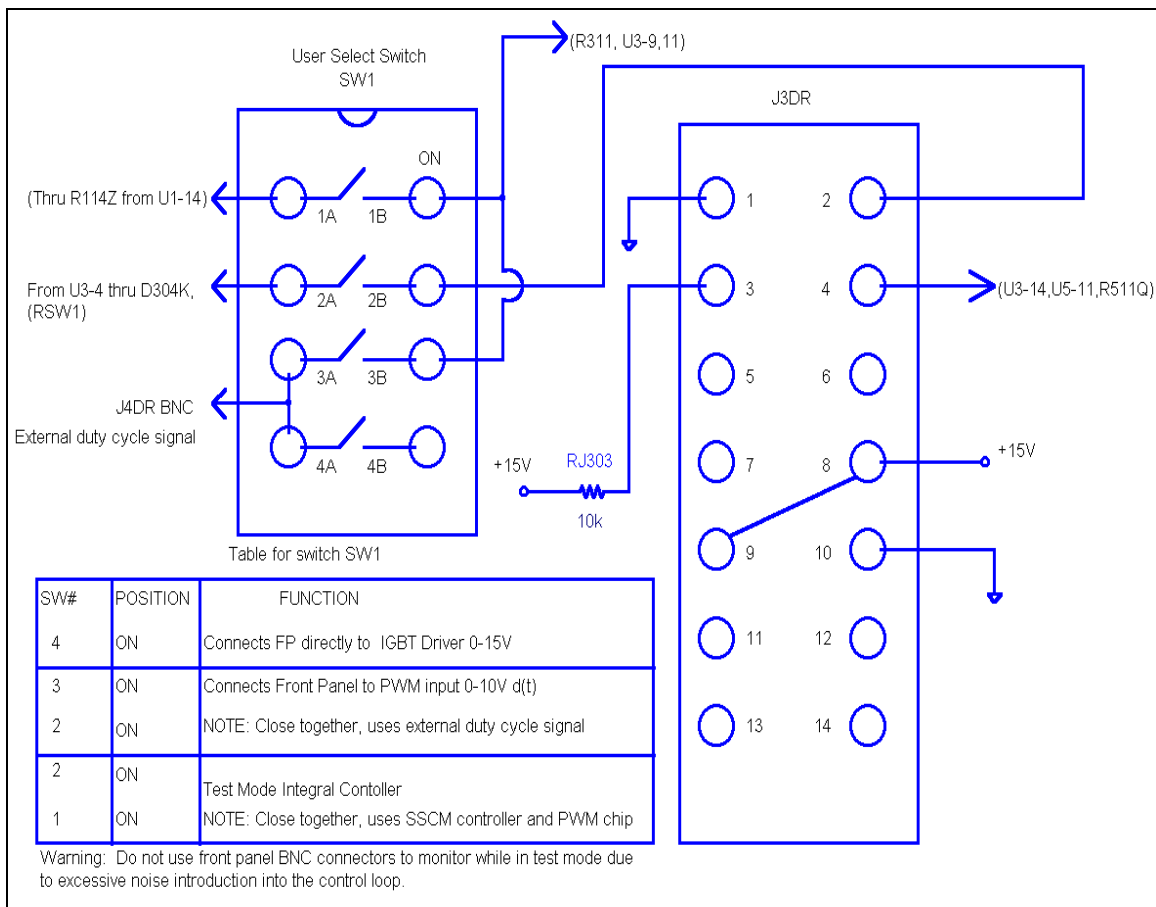 (R311, U3-9,11)
User Select Switch
SW1
J3DR
ON
(Thru R114Z from U1-14)
1A 1B
1 2
From U3-4 thru D304K,
(RSW1)
2A 2B
3 4
(U3-14,U5-11,R511Q)
3A 3B
5 6
J4DR BNC
External duty cycle signal
4A 4B
+15V
RJ303
10k
7 8
+15V
9 10
11 12
13 14
Table for switch SW1
SW# POSITION FUNCTION
4 ON Connects FP directly to IGBT Driver 0-15V
3 ON Connects Front Panel to PWM input 0-10V d(t)
2 ON NOTE: Close together, uses external duty cycle signal
2 ON Test Mode Integral Contoller
1 ON NOTE: Close together, uses SSCM controller and PWM chip
Warning: Do not use front panel BNC connectors to monitor while in test mode due
to excessive noise introduction into the control loop.